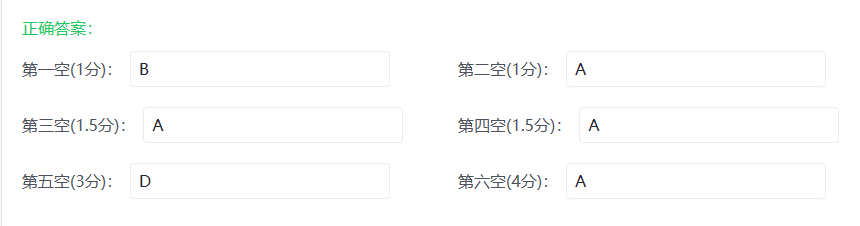 正确答案：
第一空(1分)： B 第二空(1分)： A
第三空(1.5分)： A 第四空(1.5分)： A
第五空(3分)： D 第六空(4分)： A